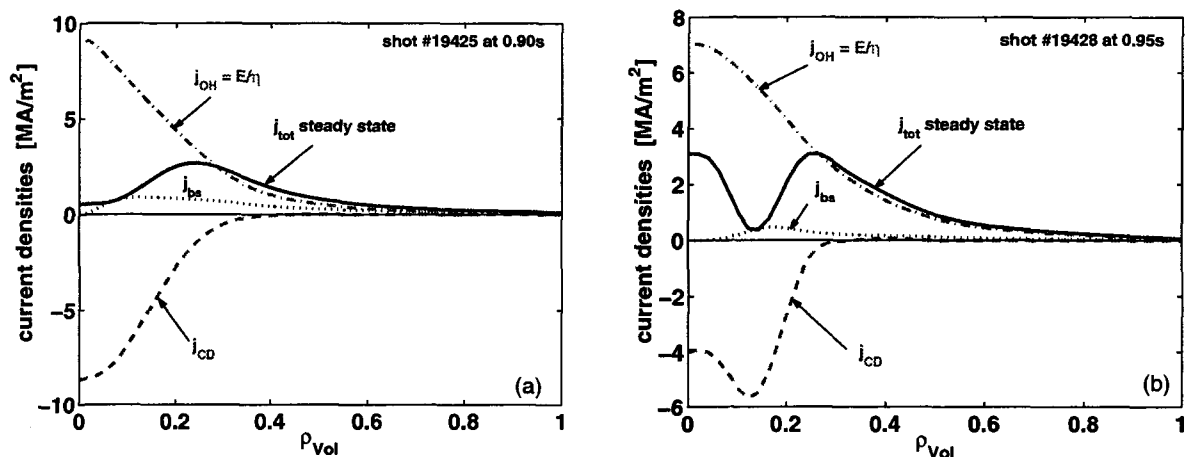 shot #19425 at 0.90s
j_OH = E/η
j_tot steady state
j_bs
j_CD
(a)
current densities [MA/m²]
10
5
0
−5
−10
0
0.2
0.4
0.6
0.8
1
ρ_Vol
shot #19428 at 0.95s
j_OH = E/η
j_tot steady state
j_bs
j_CD
(b)
current densities [MA/m²]
8
6
4
2
0
−2
−4
−6
0
0.2
0.4
0.6
0.8
1
ρ_Vol